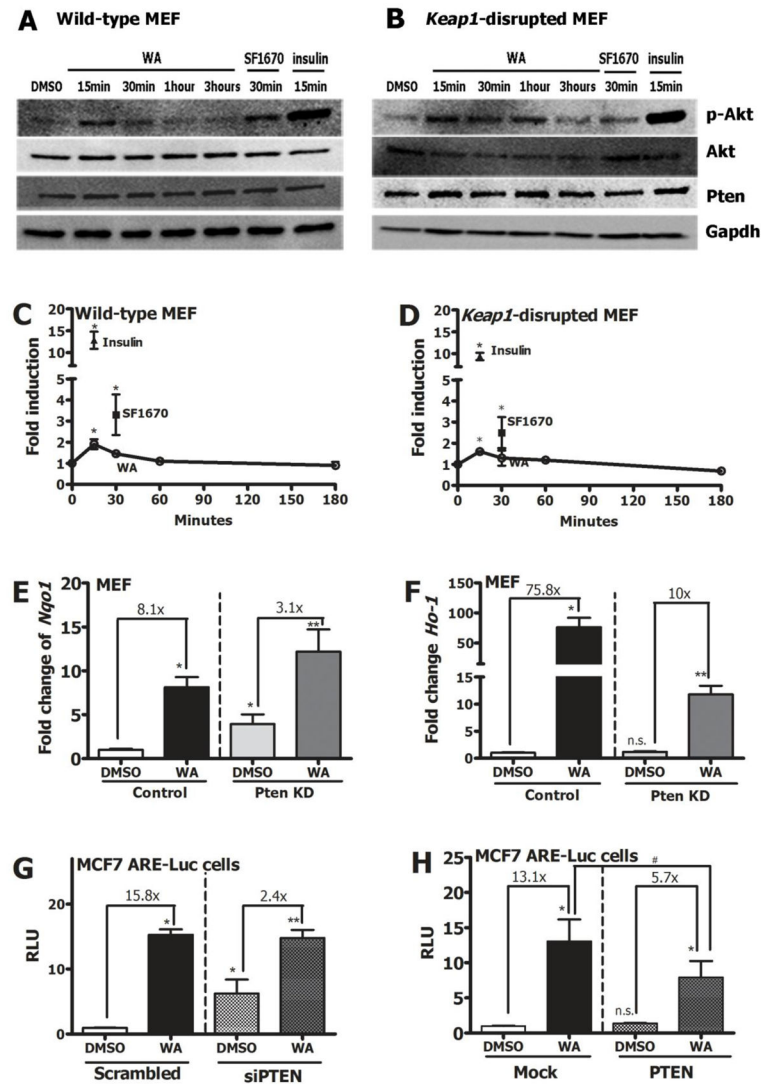 A Wild-type MEF
WA SF1670 insulin
DMSO 15min 30min 1hour 3hours 30min 15min
B Keap1-disrupted MEF
WA SF1670 insulin
DMSO 15min 30min 1hour 3hours 30min 15min
p-Akt
Akt
Pten
Gapdh
C Wild-type MEF
Fold induction
20
15
10
5
4
3
2
1
0
*
Insulin
*
SF1670
*
WA
0 30 60 90 120 150 180
Minutes
D Keap1-disrupted MEF
Fold induction
20
15
10
5
4
3
2
1
0
*
Insulin
*
SF1670
*
WA
0 30 60 90 120 150 180
Minutes
E MEF
Fold change of Nqo1
20
15
10
5
0
8.1x 3.1x
* * **
DMSO WA DMSO WA
Control Pten KD
F MEF
Fold change Ho-1
150
100
75
50
15
10
5
0
75.8x 10x
* n.s. **
DMSO WA DMSO WA
Control Pten KD
G MCF7 ARE-Luc cells
RLU
20
10
0
15.8x 2.4x
* * **
DMSO WA DMSO WA
Scrambled siPTEN
H MCF7 ARE-Luc cells
RLU
25
20
15
10
5
0
#
13.1x 5.7x
* n.s. *
DMSO WA DMSO WA
Mock PTEN